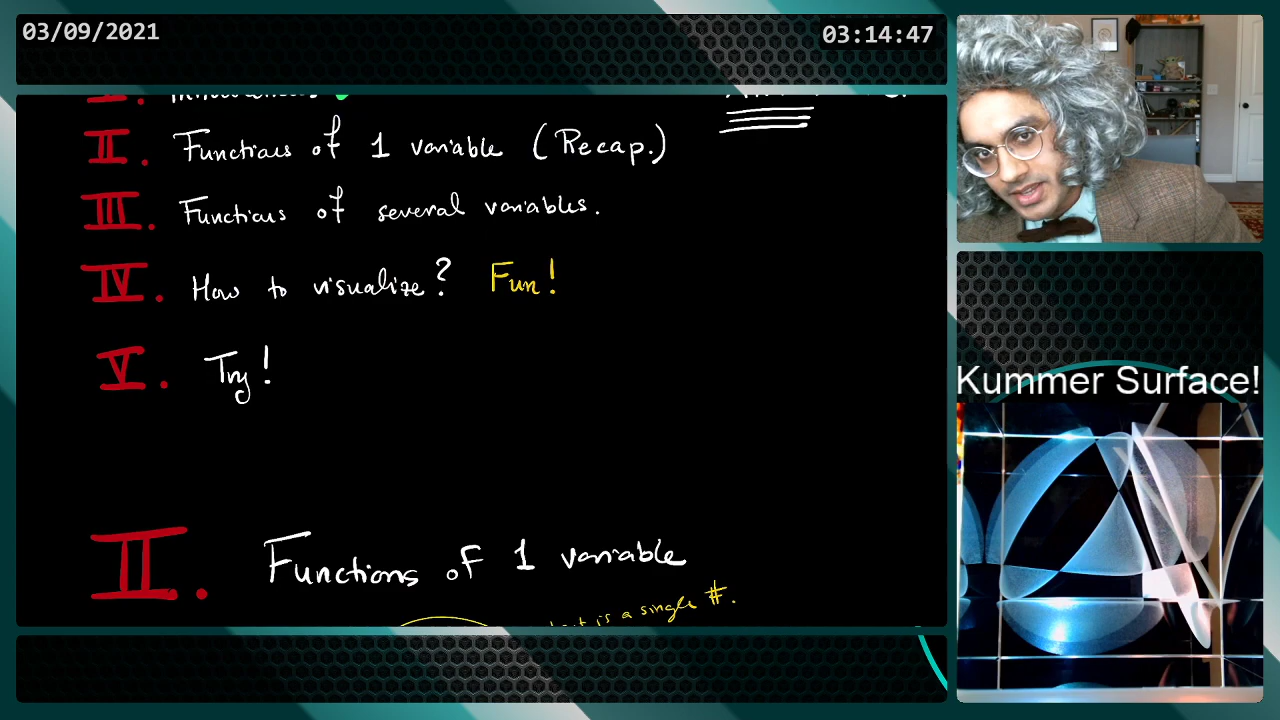 03/09/2021
03:14:47
I.
II. Functions of 1 variable (Recap.)
III. Functions of several variables.
IV. How to visualize? Fun!
V. Try!
II. Functions of 1 variable
is a single #.
Kummer Surface!